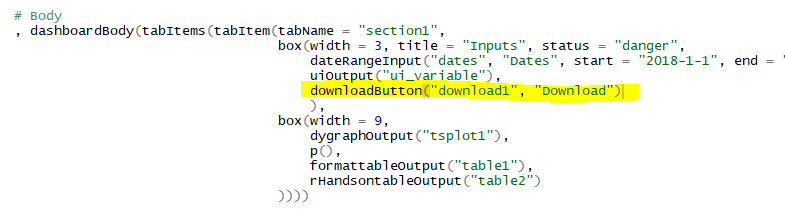 # Body
, dashboardBody(tabItems(tabItem(tabName = "section1",
box(width = 3, title = "Inputs", status = "danger",
dateRangeInput("dates", "Dates", start = "2018-1-1", end = "
uiOutput("ui_variable"),
downloadButton("download1", "Download")
),
box(width = 9,
dygraphOutput("tsplot1"),
p(),
formattableOutput("table1"),
rHandsontableOutput("table2")
))))